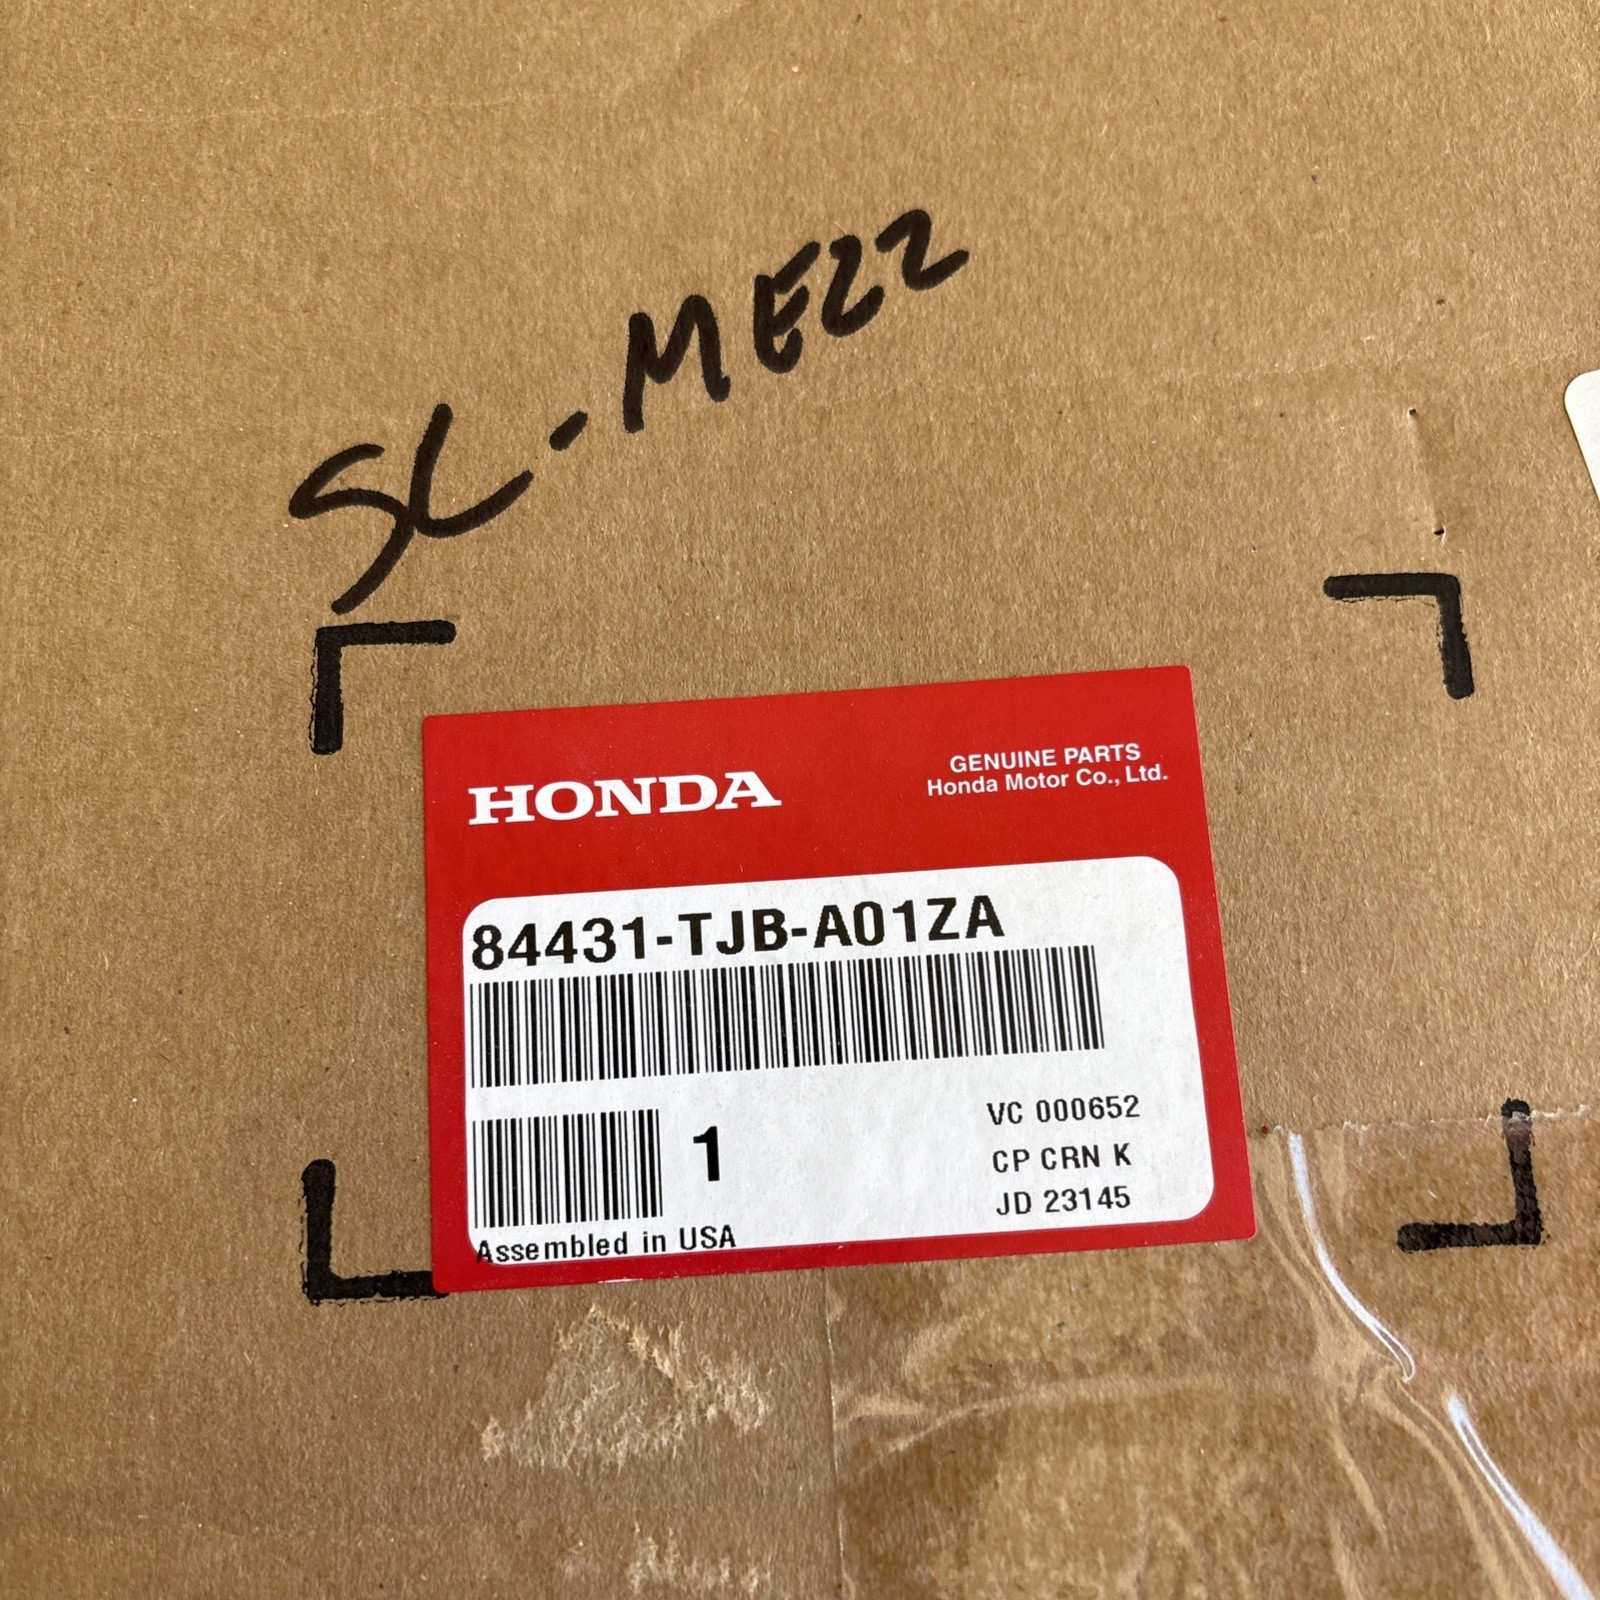 SL-MEZZ
HONDA
GENUINE PARTS
Honda Motor Co., Ltd.
84431-TJB-A01ZA
1
VC 000652
CP CRN K
JD 23145
Assembled in USA